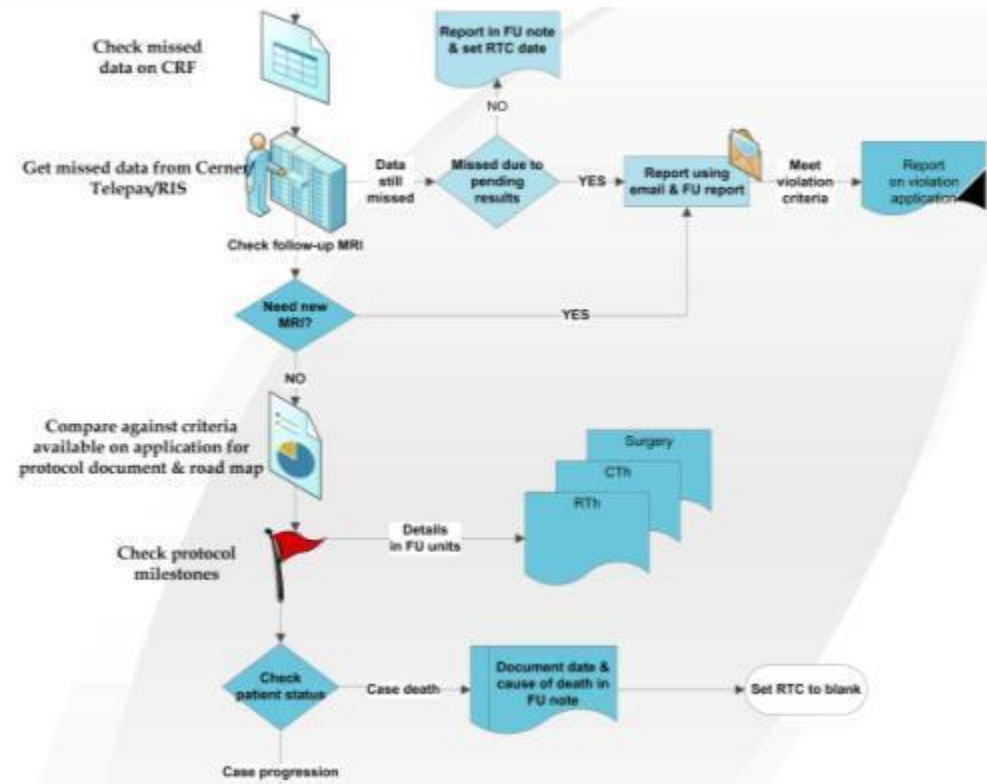 Check missed
data on CRF
Report in FU note
& set RTC date
NO
Get missed data from Cerner
Telepax/RIS
Data
still
missed
Missed due to
pending
results
YES
Report using
email & FU report
Meet
violation
criteria
Report
on violation
application
Check follow-up MRI
Need new
MRI?
YES
NO
Compare against criteria
available on application for
protocol document & road map
Surgery
CTh
RTh
Check protocol
milestones
Details
in FU units
Check
patient status
Case death
Document date &
cause of death in
FU note
Set RTC to blank
Case progression